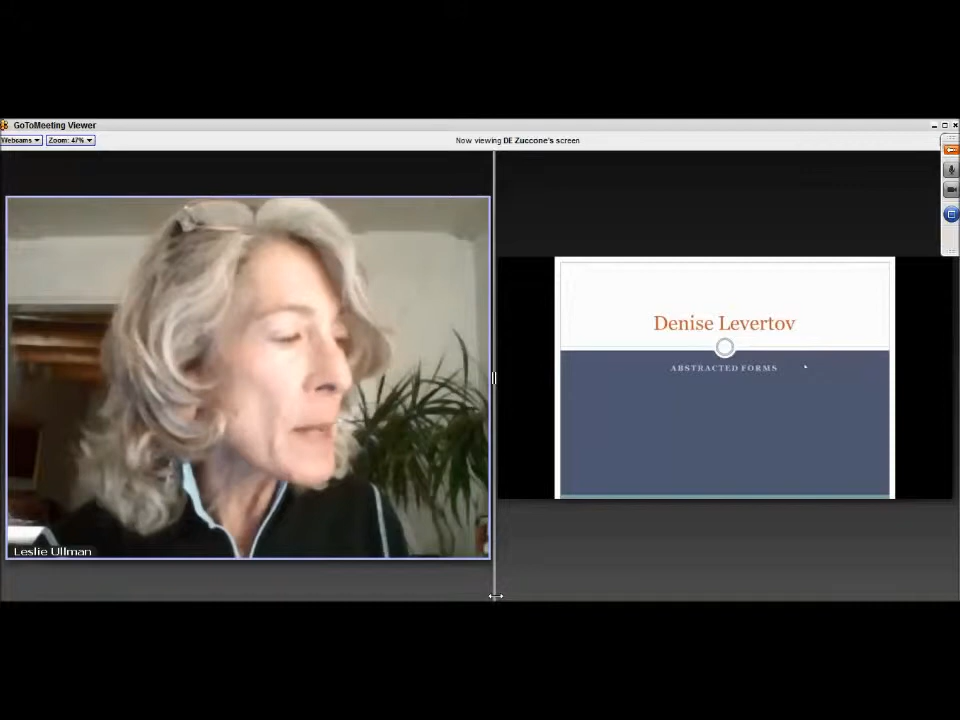 GoToMeeting Viewer
Webcams
Zoom: 47%
Now viewing DE Zuccone's screen
Denise Levertov
ABSTRACTED FORMS
Leslie Ullman